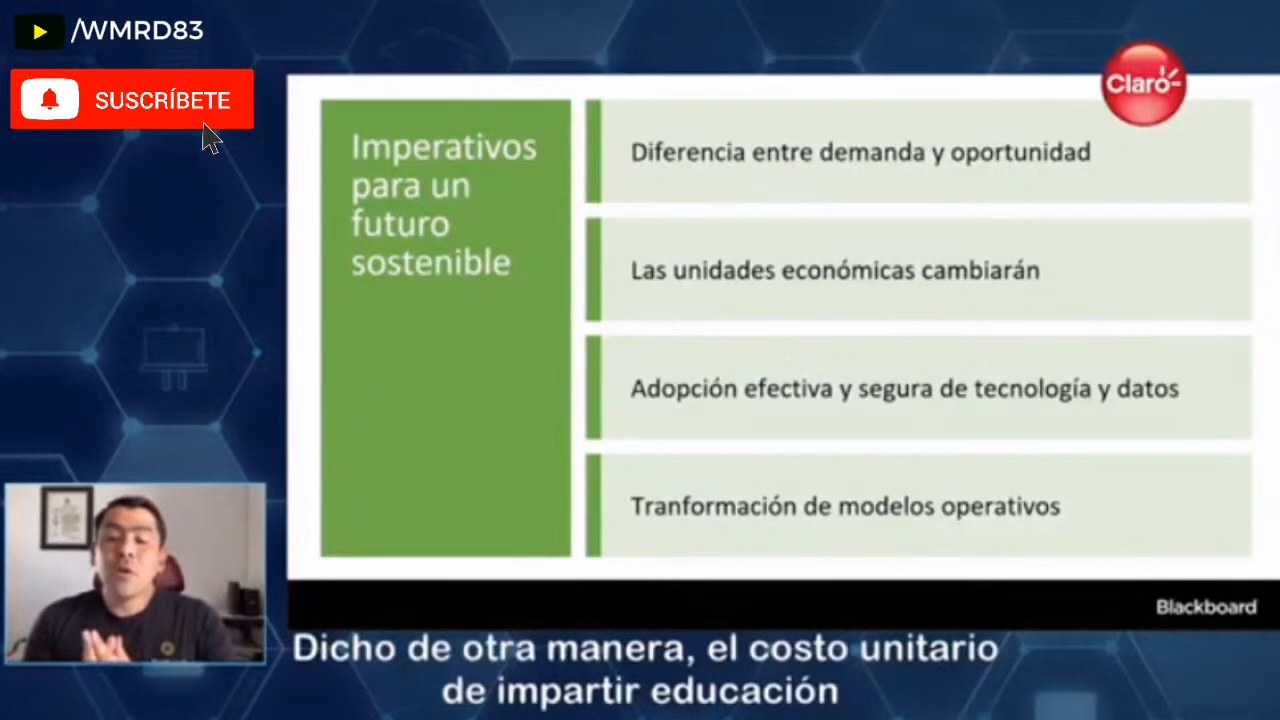 /WMRD83
SUSCRÍBETE
Claro-
Imperativos
para un
futuro
sostenible
Diferencia entre demanda y oportunidad
Las unidades económicas cambiarán
Adopción efectiva y segura de tecnología y datos
Tranformación de modelos operativos
Blackboard
Dicho de otra manera, el costo unitario
de impartir educación